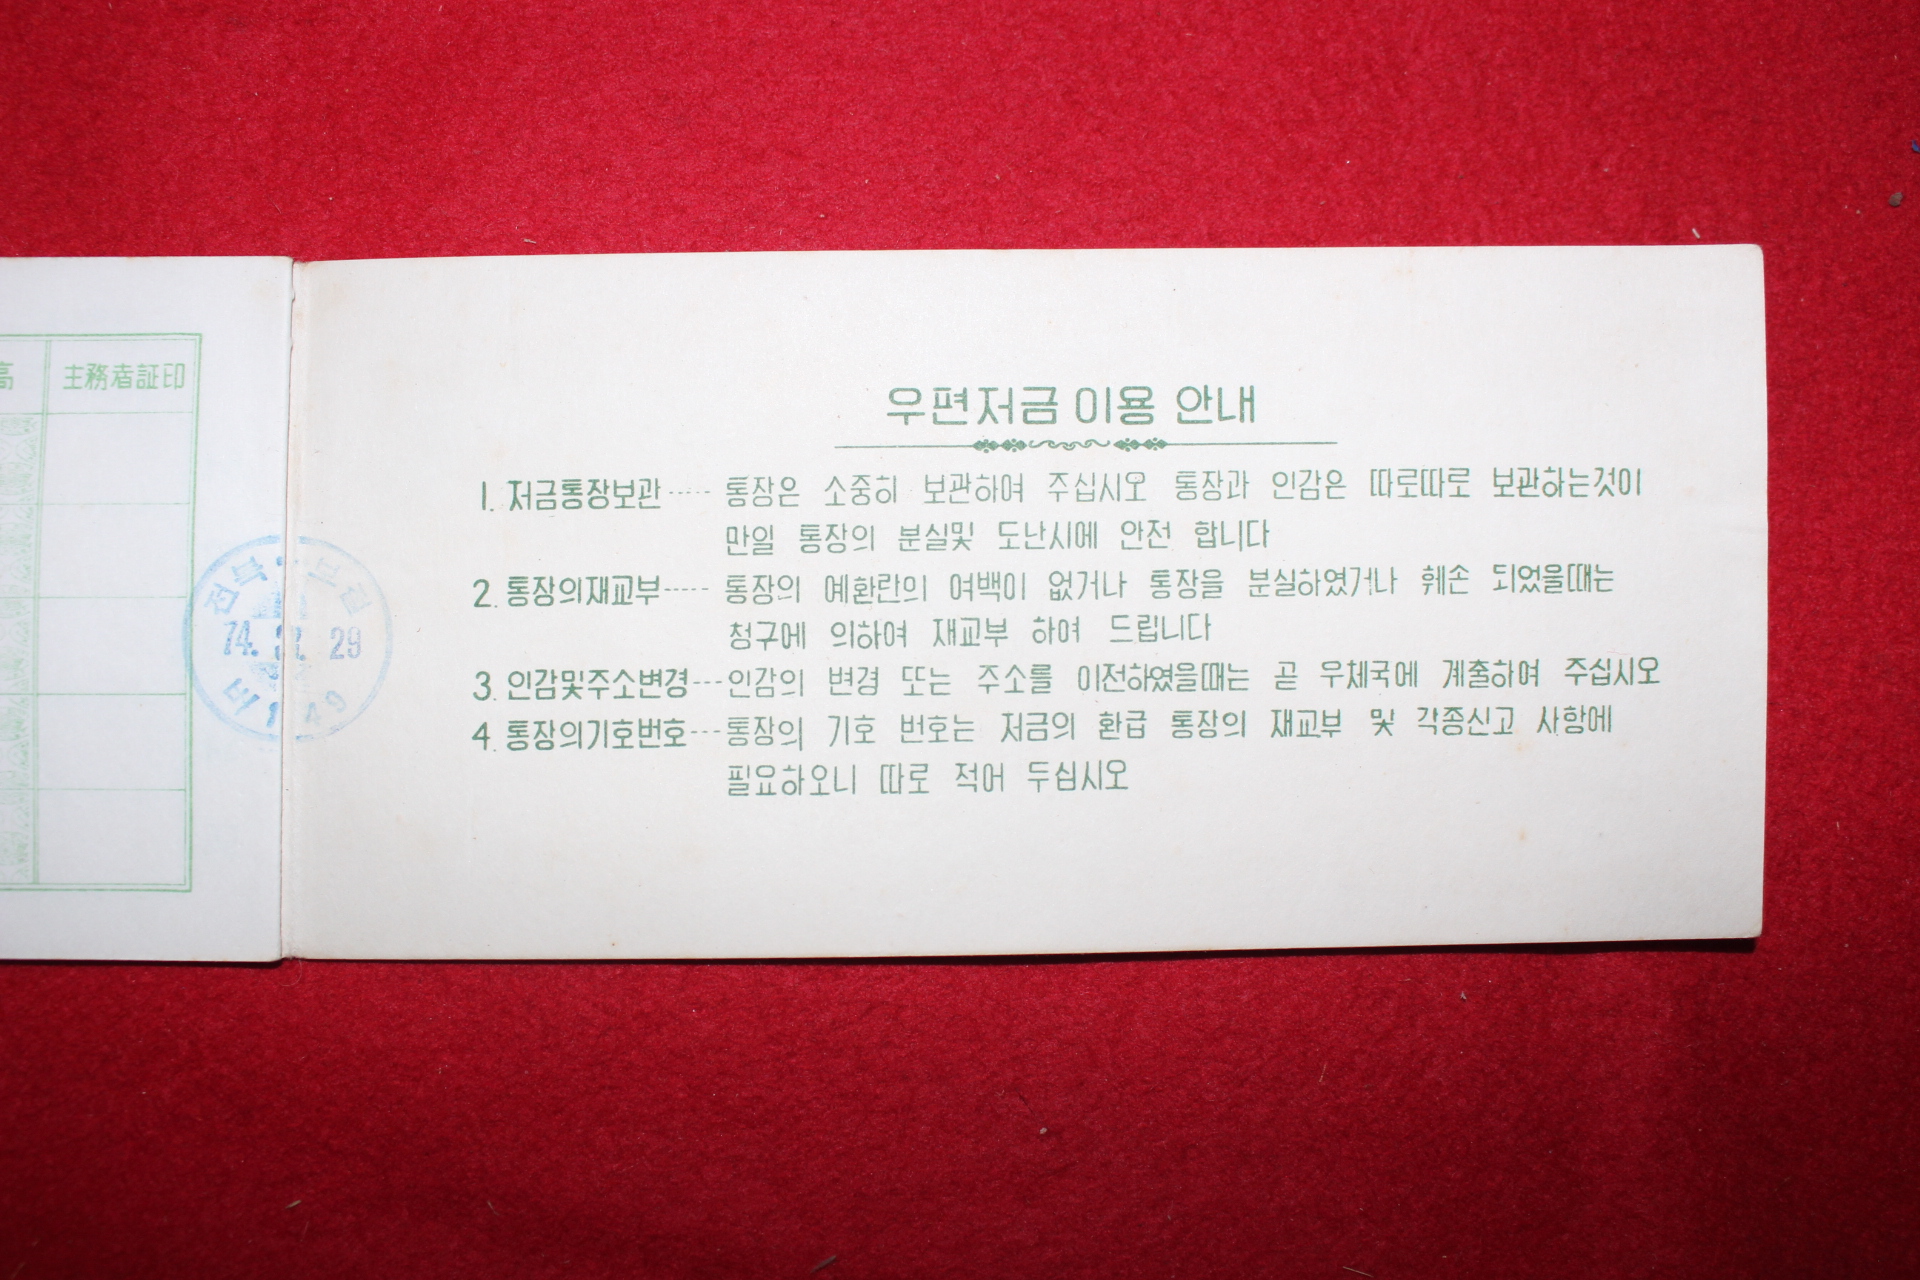 高 主務者証印
우편저금 이용 안내
1. 저금통장보관····· 통장은 소중히 보관하여 주십시오 통장과 인감은 따로따로 보관하는것이
만일 통장의 분실및 도난시에 안전 합니다
2. 통장의재교부····· 통장의 예환란의 여백이 없거나 통장을 분실하였거나 훼손 되었을때는
청구에 의하여 재교부 하여 드립니다
3. 인감및주소변경--- 인감의 변경 또는 주소를 이전하였을때는 곧 우체국에 계출하여 주십시오
4. 통장의기호번호--- 통장의 기호 번호는 저금의 환급 통장의 재교부 및 각종신고 사항에
필요하오니 따로 적어 두십시오
74. 29